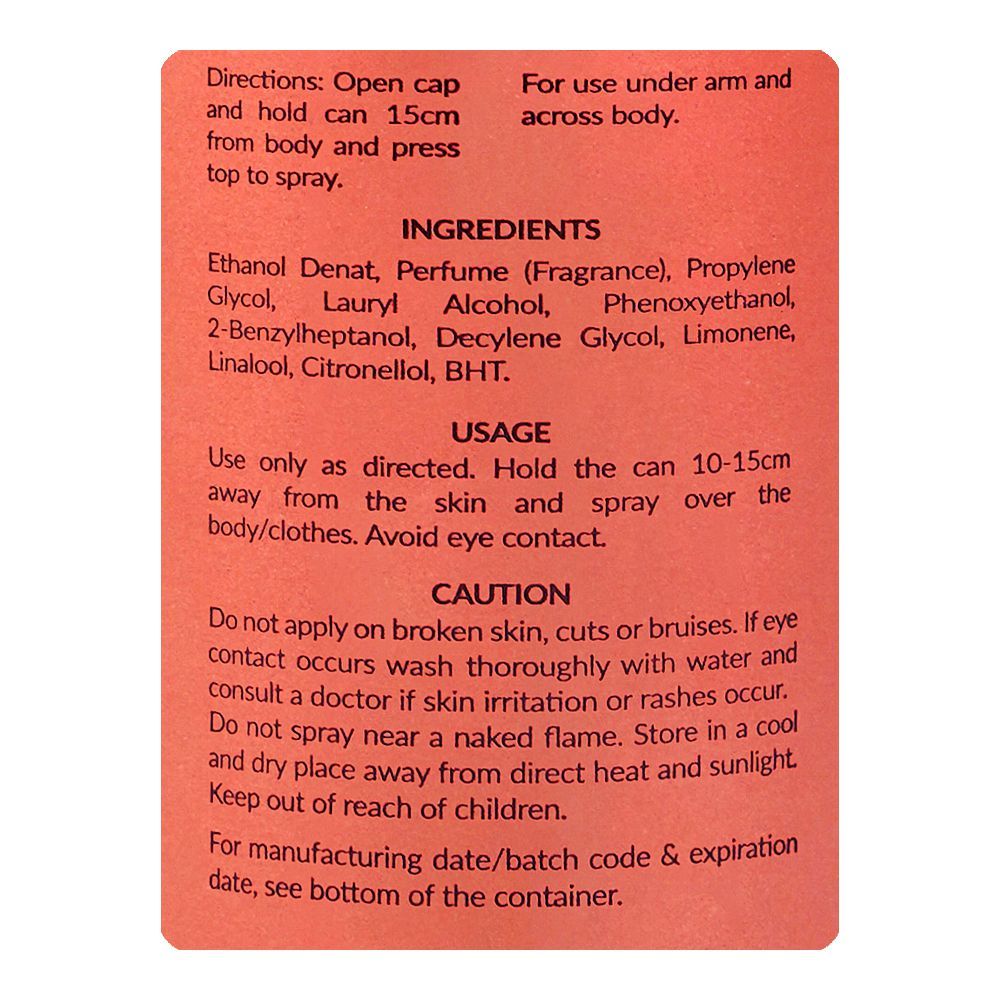 Directions: Open cap
and hold can 15cm
from body and press
top to spray.
For use under arm and
across body.
INGREDIENTS
Ethanol Denat, Perfume (Fragrance), Propylene
Glycol, Lauryl Alcohol, Phenoxyethanol,
2-Benzylheptanol, Decylene Glycol, Limonene,
Linalool, Citronellol, BHT.
USAGE
Use only as directed. Hold the can 10-15cm
away from the skin and spray over the
body/clothes. Avoid eye contact.
CAUTION
Do not apply on broken skin, cuts or bruises. If eye
contact occurs wash thoroughly with water and
consult a doctor if skin irritation or rashes occur.
Do not spray near a naked flame. Store in a cool
and dry place away from direct heat and sunlight.
Keep out of reach of children.
For manufacturing date/batch code & expiration
date, see bottom of the container.